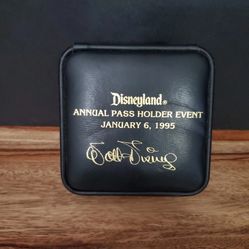 Disneyland®
ANNUAL PASS HOLDER EVENT
JANUARY 6, 1995
Walt Disney